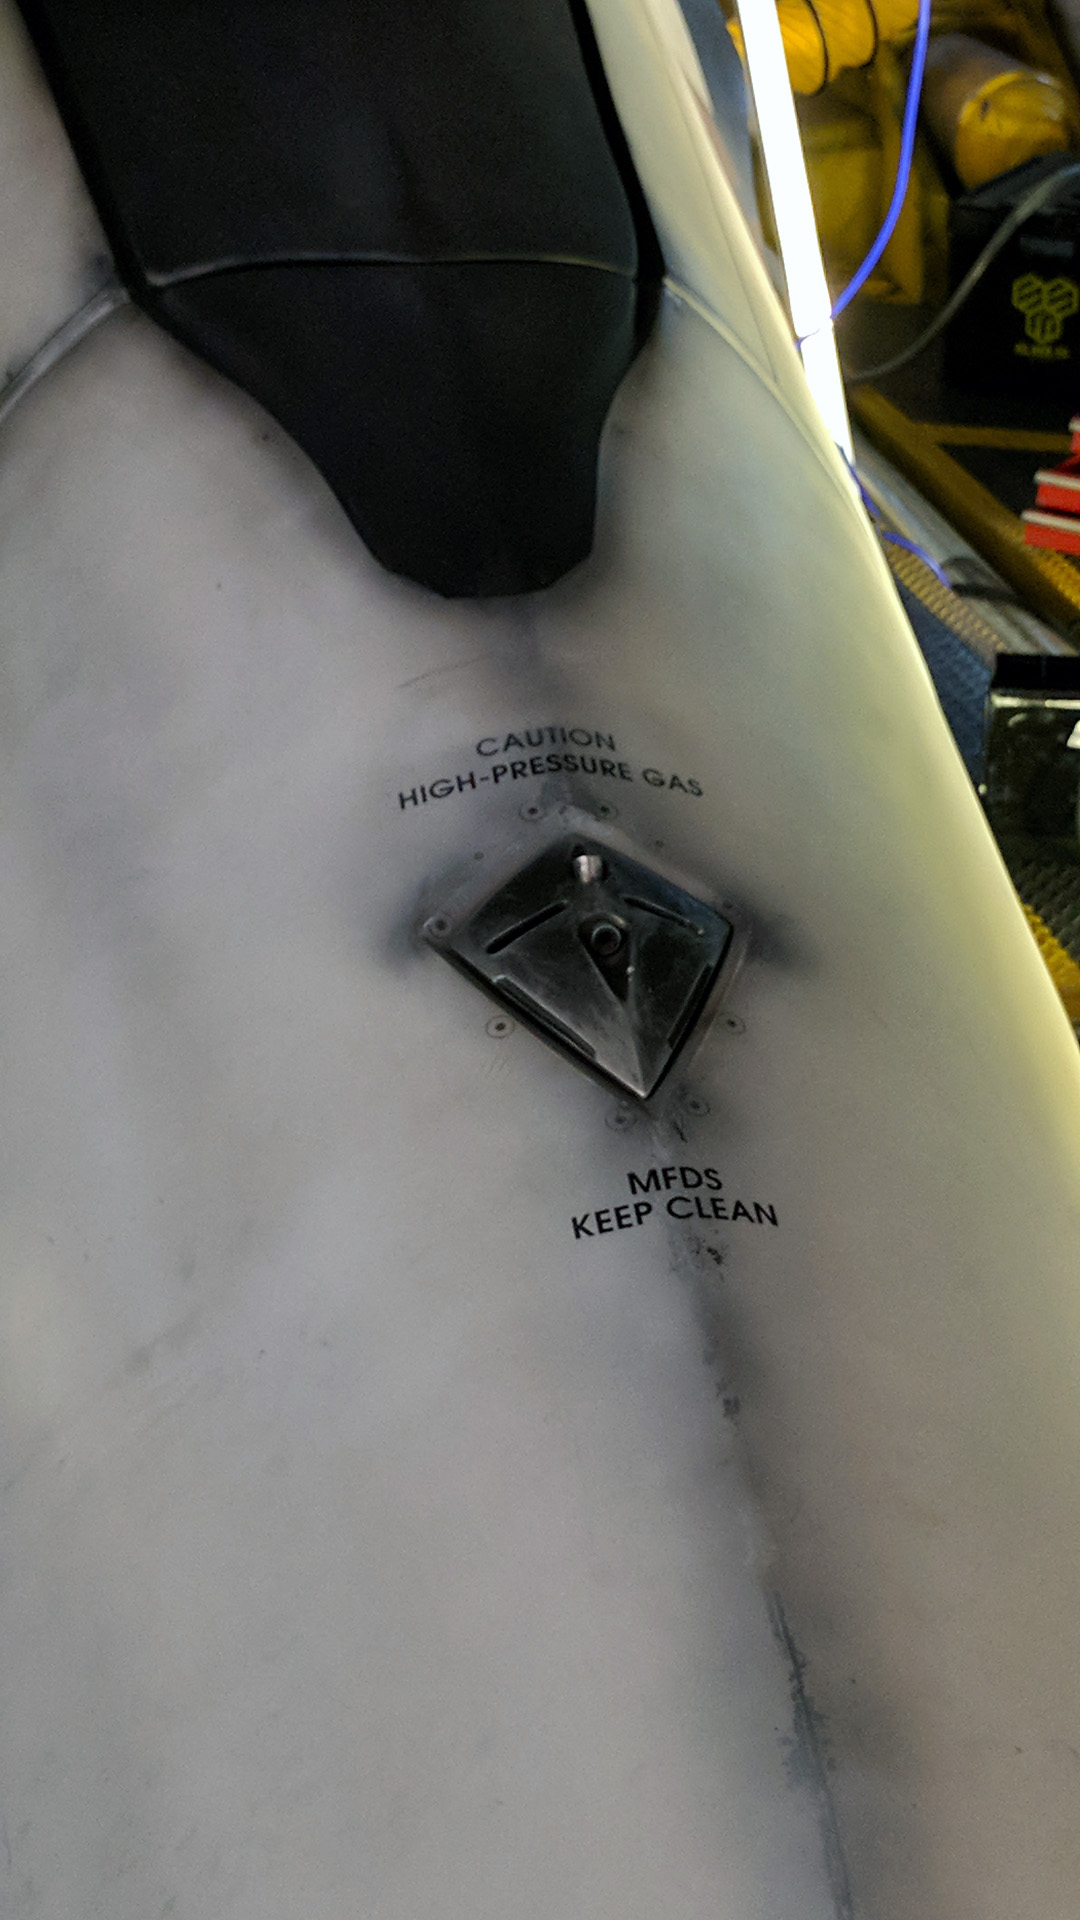 CAUTION
HIGH-PRESSURE GAS
MFDS
KEEP CLEAN